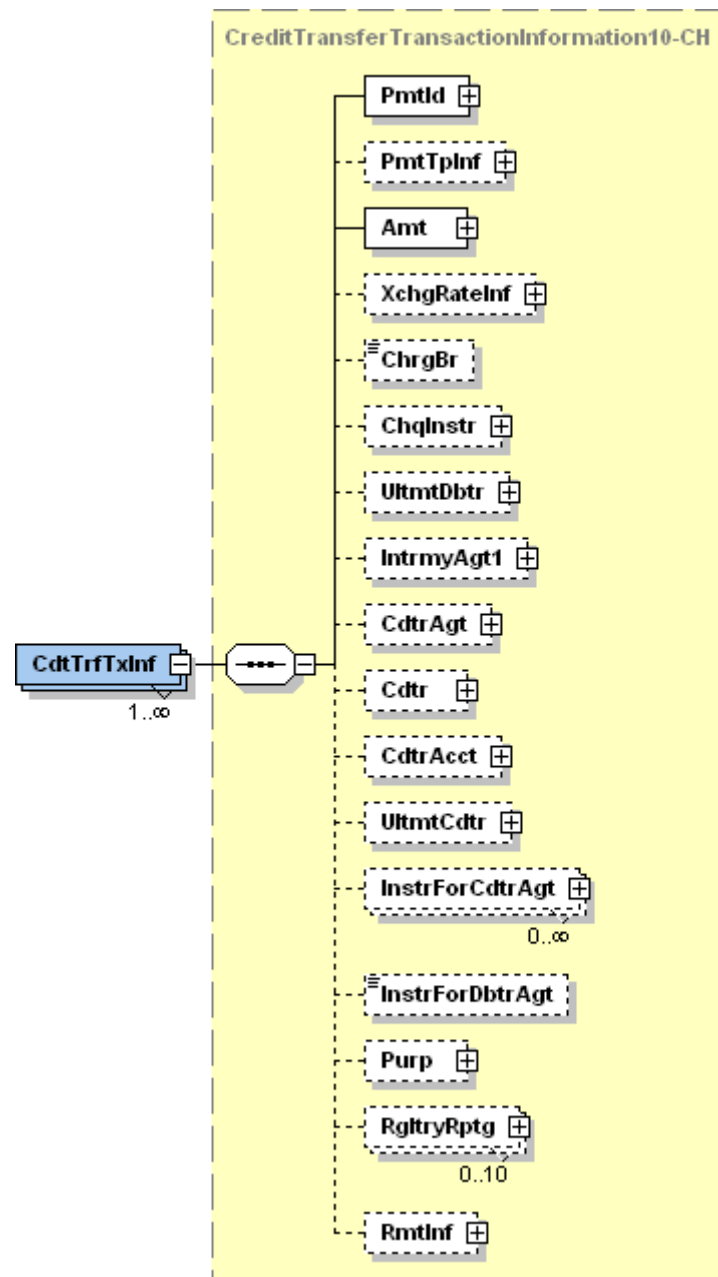 CreditTransferTransactionInformation10-CH
PmtId
PmtTpInf
Amt
XchgRateInf
ChrgBr
ChqInstr
UltmtDbtr
IntrmyAgt1
CdtrAgt
CdtTrfTxInf
1..∞
Cdtr
CdtrAcct
UltmtCdtr
InstrForCdtrAgt
0..∞
InstrForDbtrAgt
Purp
RgltryRptg
0..10
RmtInf